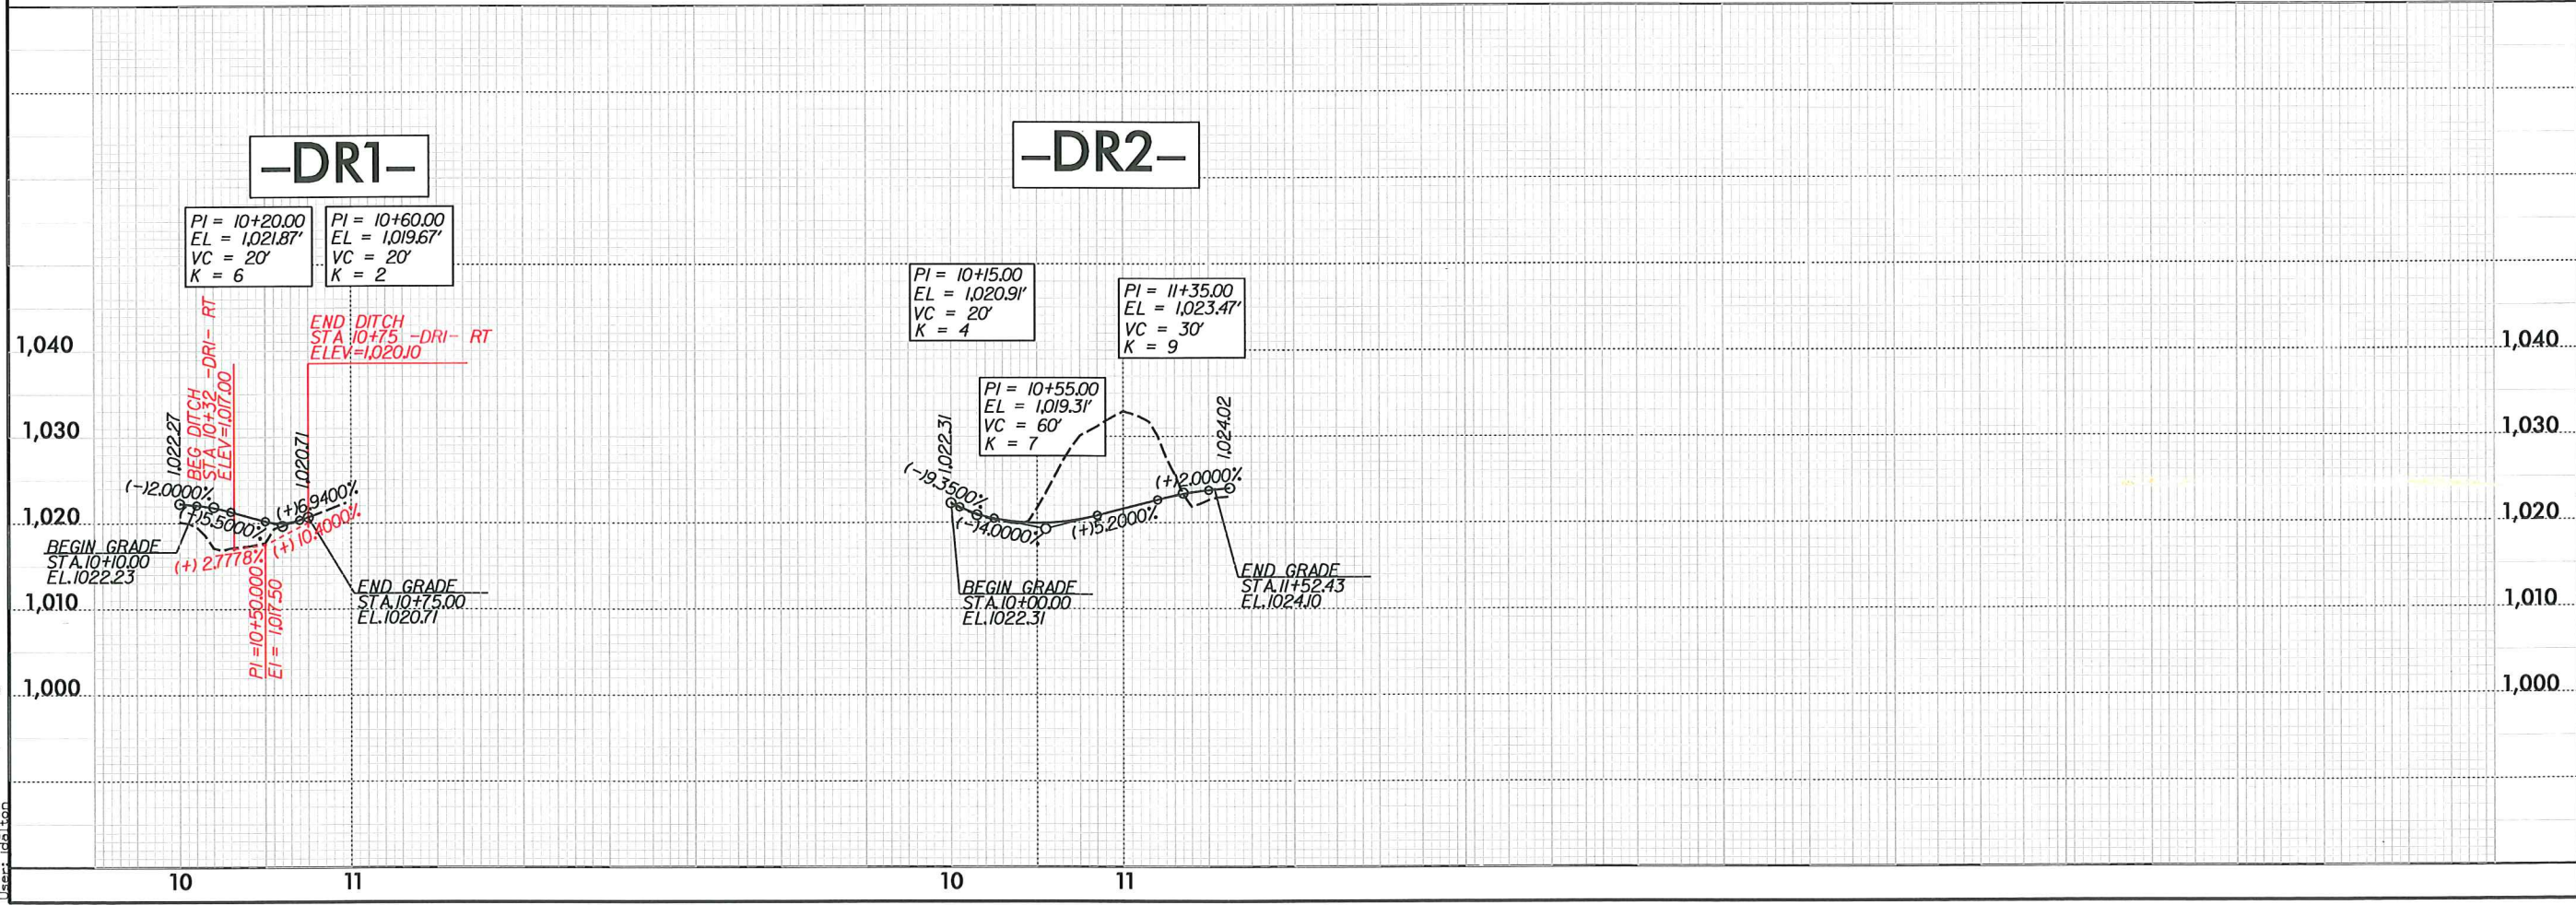 -DR1-
PI = 10+20.00
EL = 1,021.87'
VC = 20'
K = 6
PI = 10+60.00
EL = 1,019.67'
VC = 20'
K = 2
BEG DITCH
STA 10+32 -DR1- RT
ELEV=1,017.00
END DITCH
STA 10+75 -DR1- RT
ELEV=1,020.10
1,022.27
1,020.71
(-)2.0000%
(+)5.5000%
(+)6.9400%
(+) 2.7778%
(+) 10.4000%
BEGIN GRADE
STA.10+10.00
EL.1022.23
PI =10+50.000
El = 1,017.50
END GRADE
STA.10+75.00
EL.1020.71
-DR2-
PI = 10+15.00
EL = 1,020.91'
VC = 20'
K = 4
PI = 10+55.00
EL = 1,019.31'
VC = 60'
K = 7
PI = 11+35.00
EL = 1,023.47'
VC = 30'
K = 9
1,022.31
1,024.02
(-)9.3500%
(-)4.0000%
(+)5.2000%
(+)2.0000%
BEGIN GRADE
STA.10+00.00
EL.1022.31
END GRADE
STA.11+52.43
EL.1024.10
1,040
1,030
1,020
1,010
1,000
1,040
1,030
1,020
1,010
1,000
10
11
10
11
User: ldalton